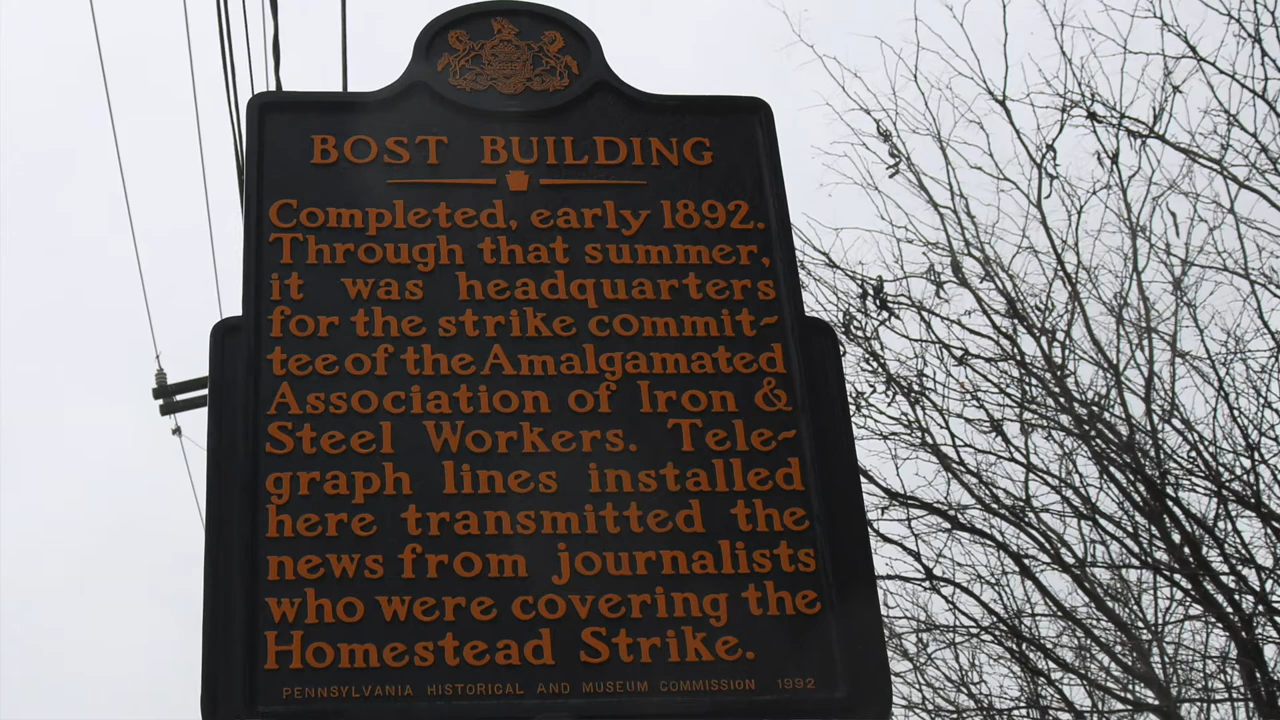 BOST BUILDING
Completed, early 1892.
Through that summer,
it was headquarters
for the strike commit-
tee of the Amalgamated
Association of Iron &
Steel Workers. Tele-
graph lines installed
here transmitted the
news from journalists
who were covering the
Homestead Strike.
PENNSYLVANIA HISTORICAL AND MUSEUM COMMISSION 1992